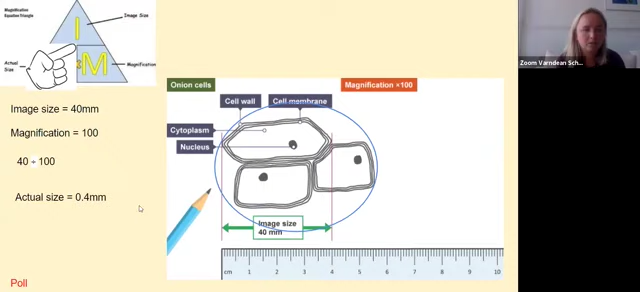 Magnification
Equation Triangle
I
Image Size
Actual
Size
M
Magnification
Image size = 40mm
Magnification = 100
40 ÷ 100
Actual size = 0.4mm
Poll
Onion cells
Magnification ×100
Cell wall
Cell membrane
Cytoplasm
Nucleus
Image size
40 mm
cm 1 2 3 4 5 6 7 8 9 10
Zoom Varndean Sch...